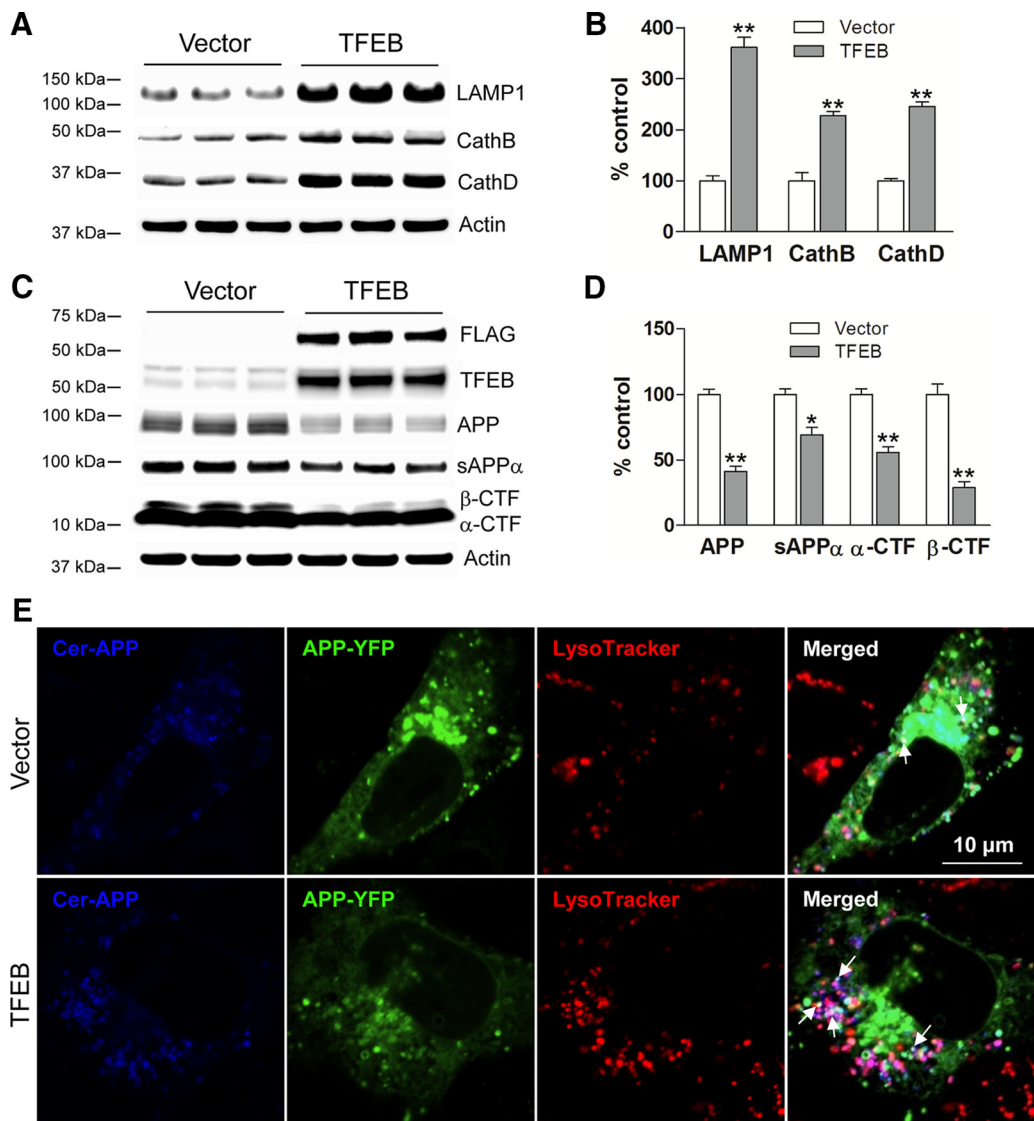 A
Vector TFEB
150 kDa
100 kDa
LAMP1
50 kDa
CathB
37 kDa
CathD
Actin
37 kDa
B
Vector
TFEB
400
300
200
100
0
% control
**
**
**
LAMP1 CathB CathD
C
Vector TFEB
75 kDa
FLAG
50 kDa
TFEB
50 kDa
100 kDa
APP
100 kDa
sAPPα
β-CTF
10 kDa
α-CTF
Actin
37 kDa
D
Vector
TFEB
150
100
50
0
% control
**
*
**
**
APP sAPPα α-CTF β-CTF
E
Vector
Cer-APP APP-YFP LysoTracker Merged
10 μm
TFEB
Cer-APP APP-YFP LysoTracker Merged